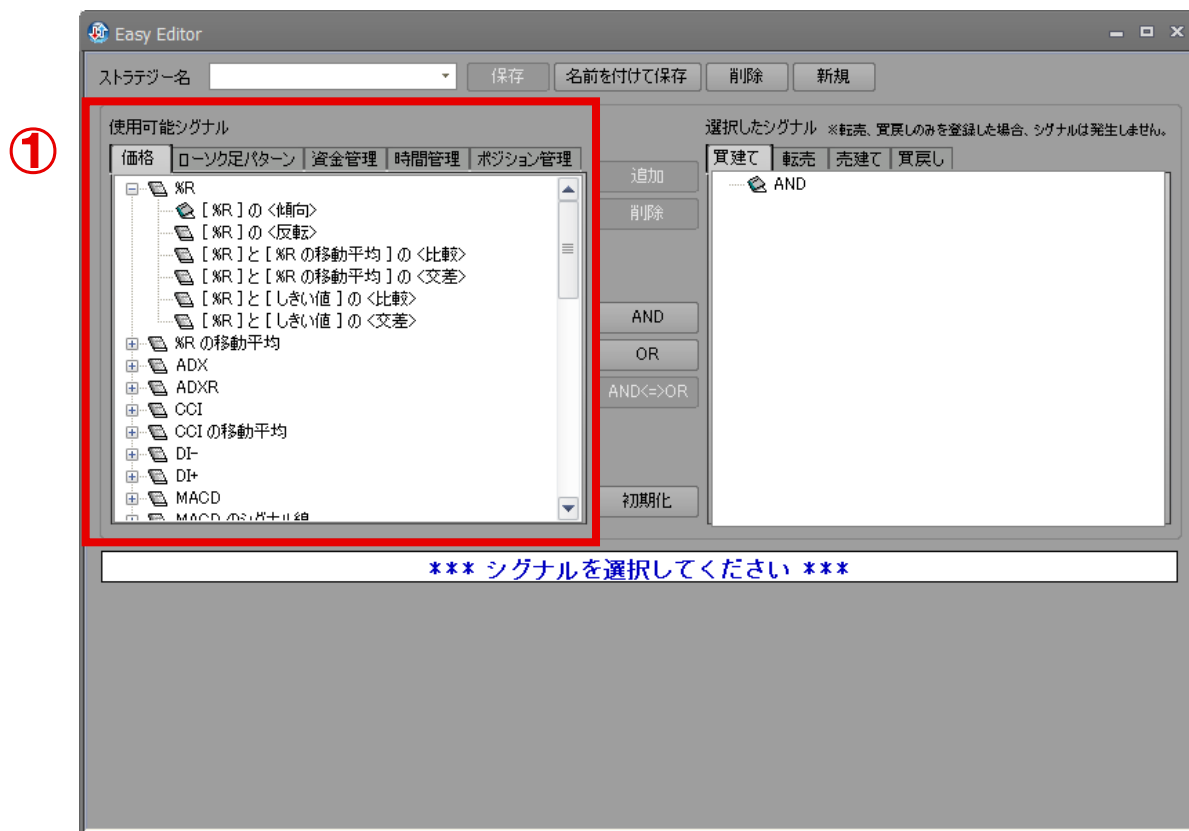 Easy Editor
ストラテジー名 保存 名前を付けて保存 削除 新規
①
使用可能シグナル
価格 ローソク足パターン 資金管理 時間管理 ポジション管理
%R
[ %R ] の <傾向>
[ %R ] の <反転>
[ %R ] と [ %R の移動平均 ] の <比較>
[ %R ] と [ %R の移動平均 ] の <交差>
[ %R ] と [ しきい値 ] の <比較>
[ %R ] と [ しきい値 ] の <交差>
%R の移動平均
ADX
ADXR
CCI
CCI の移動平均
DI-
DI+
MACD
MACD のシグナル線
追加
削除
AND
OR
AND<=>OR
初期化
選択したシグナル ※転売、買戻しのみを登録した場合、シグナルは発生しません。
買建て 転売 売建て 買戻し
AND
*** シグナルを選択してください ***